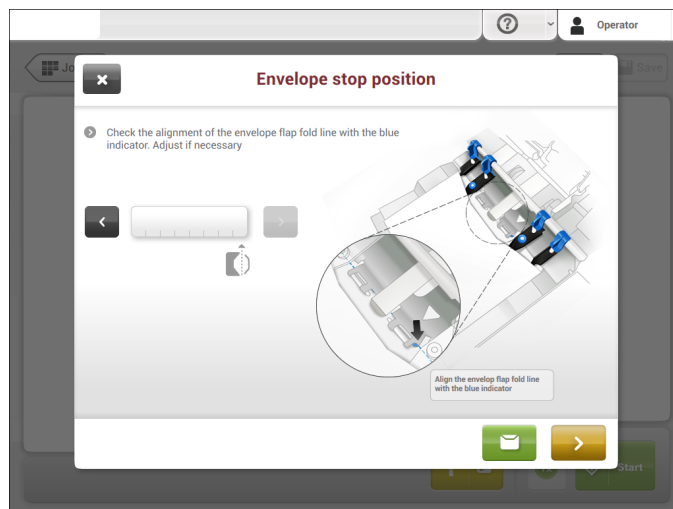 Operator
Jo
Save
Envelope stop position
Check the alignment of the envelope flap fold line with the blue
indicator. Adjust if necessary
Align the envelop flap fold line
with the blue indicator
Start